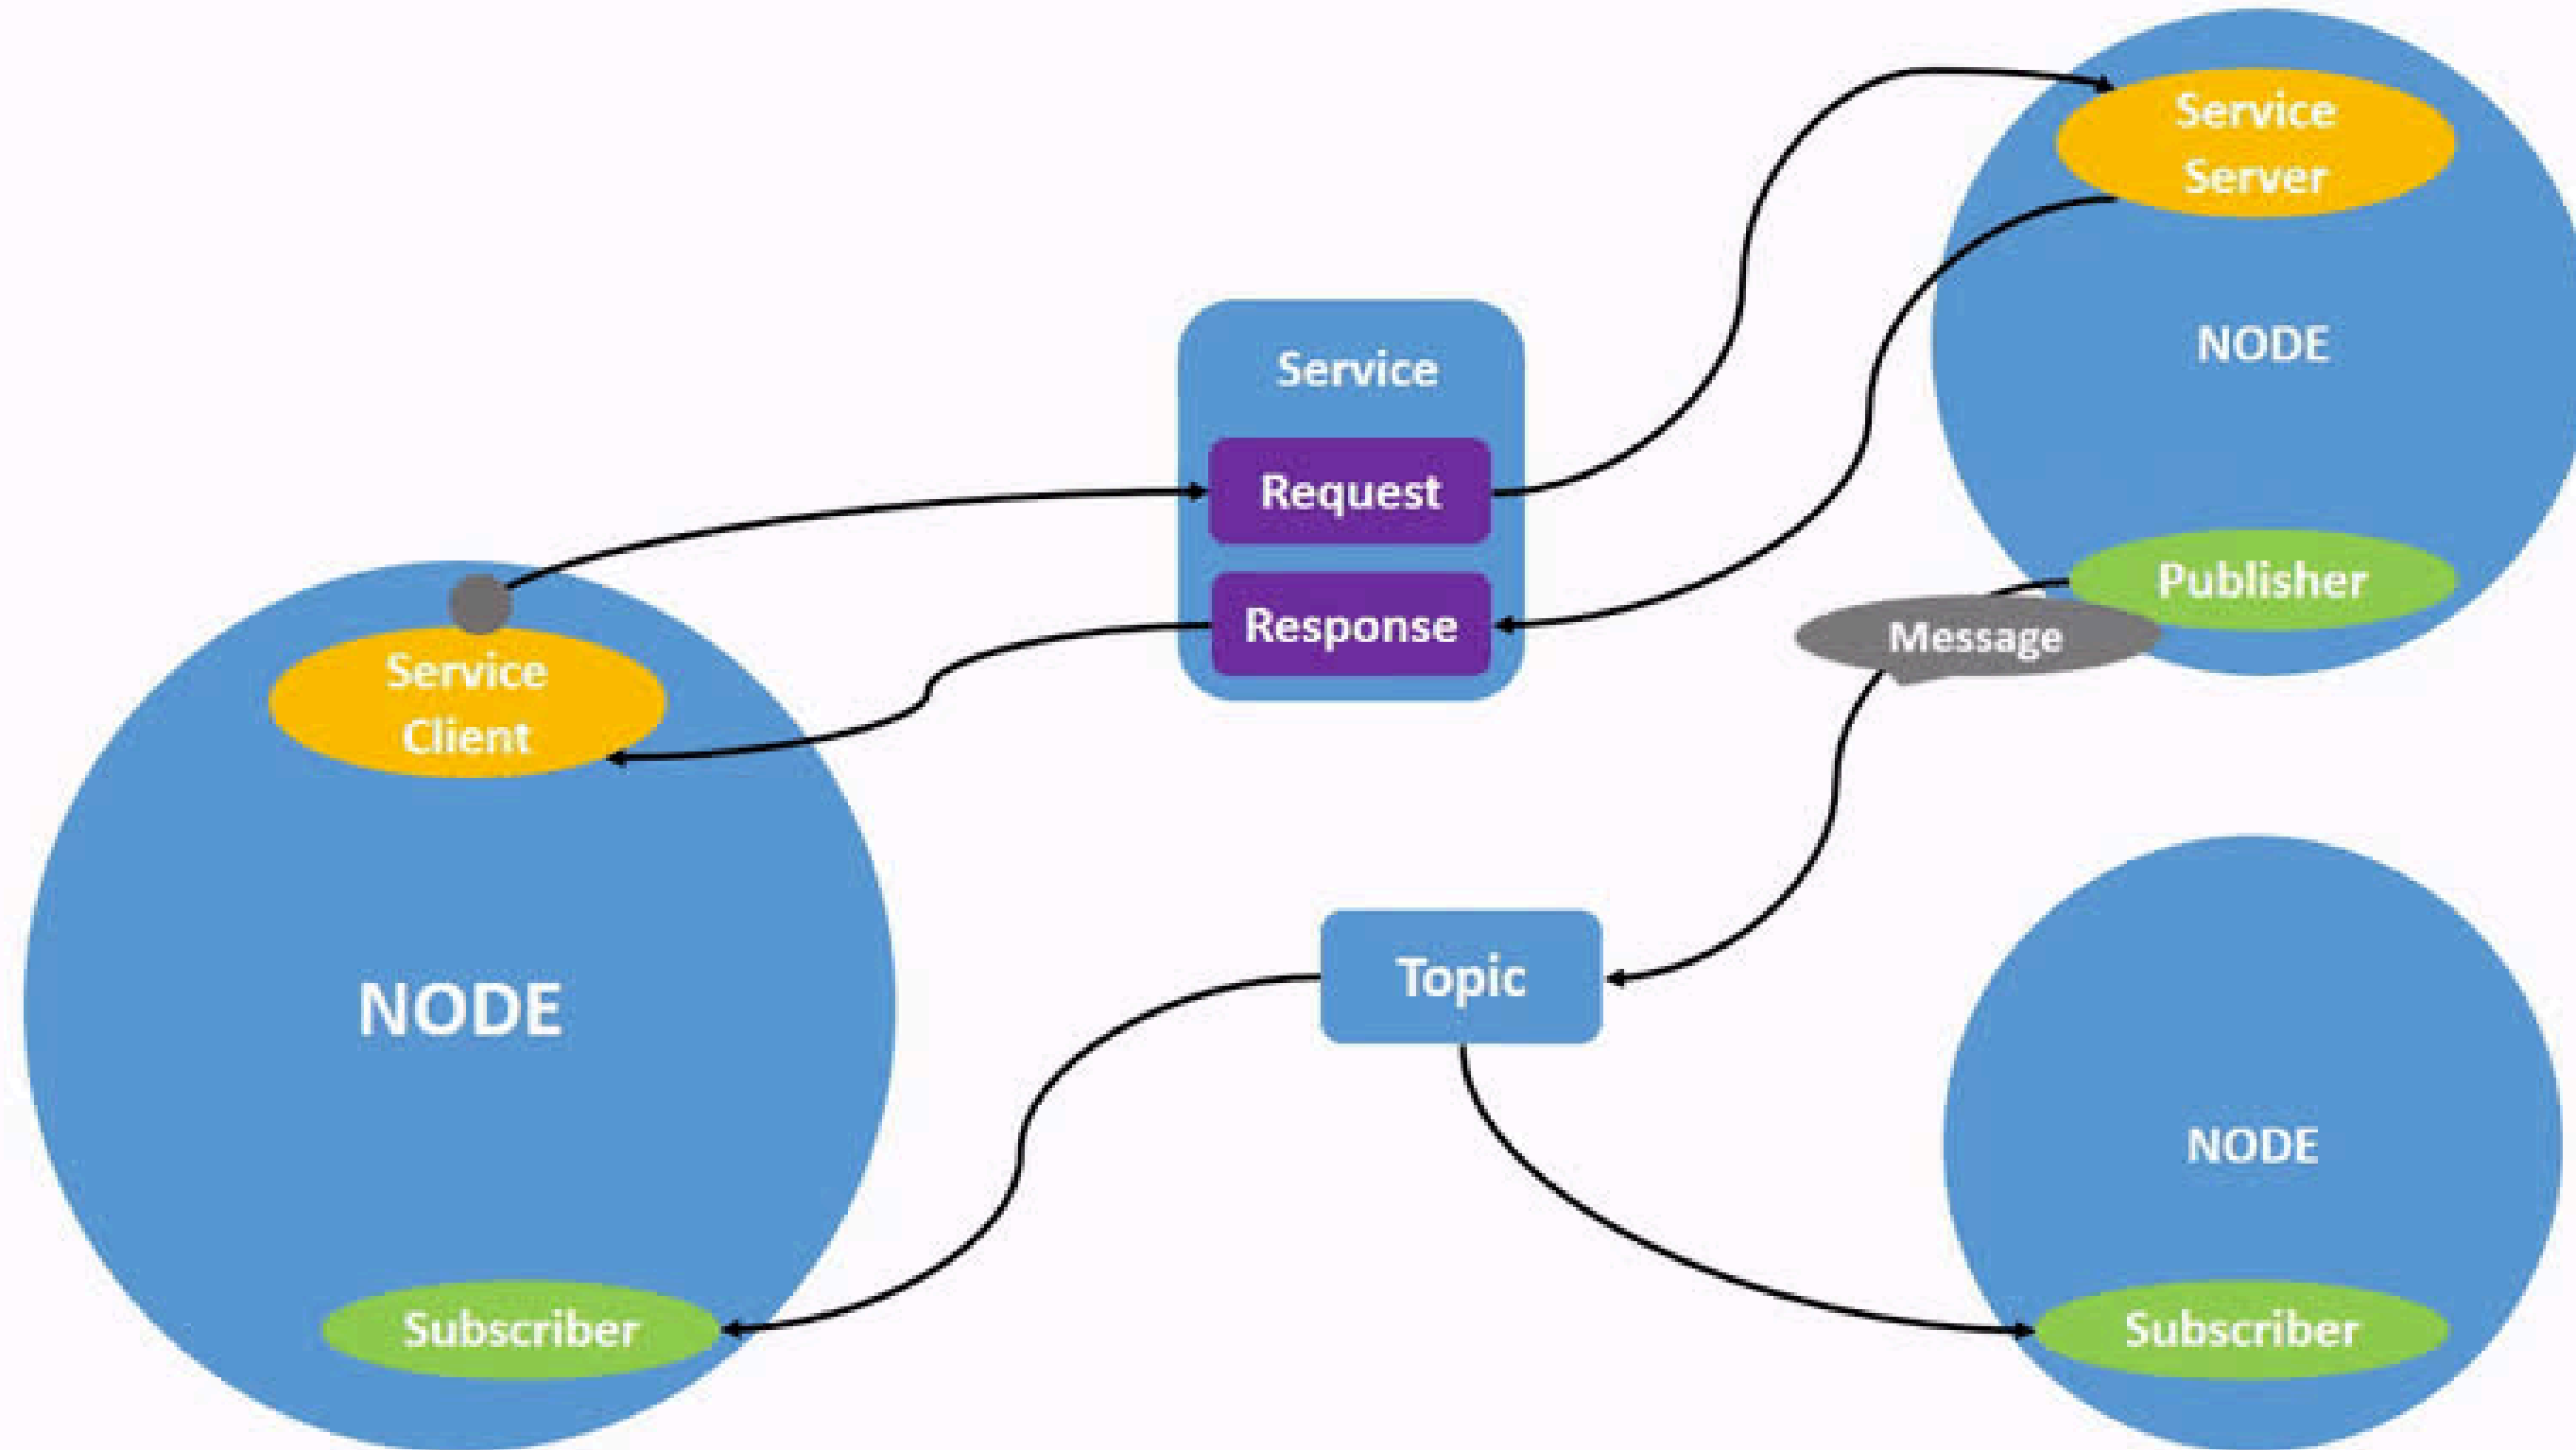 Service
Server
NODE
Publisher
Message
Service
Request
Response
Service
Client
NODE
Subscriber
Topic
NODE
Subscriber